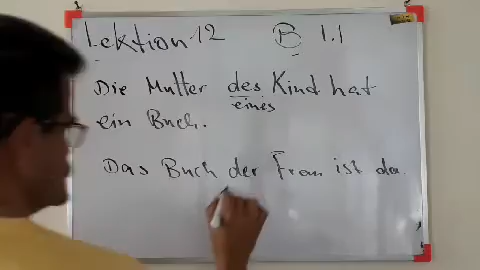 Lektion 12 B 1.1
Die Mutter des Kind hat
eines
ein Buch.
Das Buch der Frau ist da.